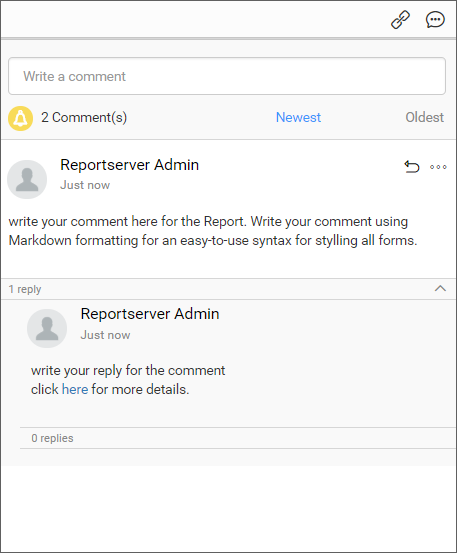 Write a comment
2 Comment(s) Newest Oldest
Reportserver Admin
Just now
write your comment here for the Report. Write your comment using
Markdown formatting for an easy-to-use syntax for stylling all forms.
1 reply
Reportserver Admin
Just now
write your reply for the comment
click here for more details.
0 replies